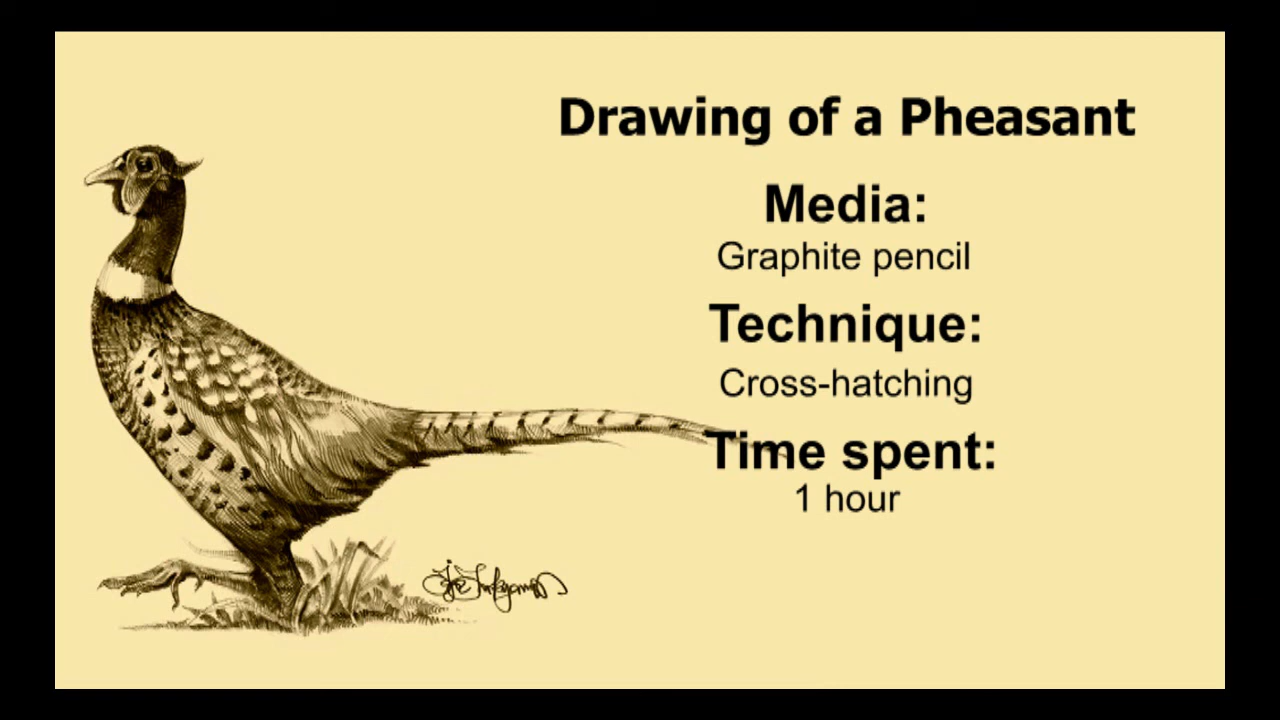 Drawing of a Pheasant
Media:
Graphite pencil
Technique:
Cross-hatching
Time spent:
1 hour